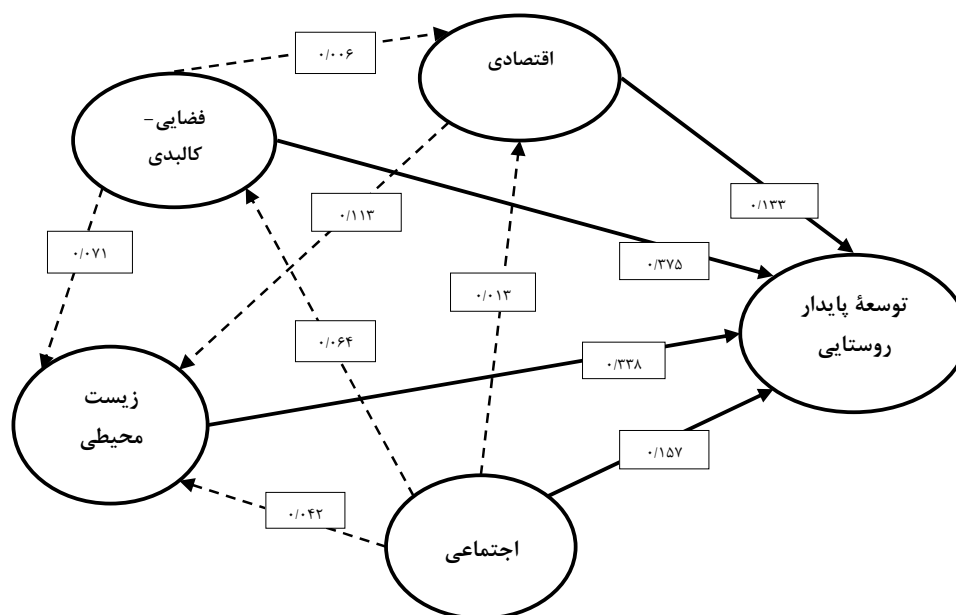 ۰/۰۰۶
اقتصادی
فضایی-
کالبدی
۰/۱۱۳
۰/۱۳۳
۰/۰۷۱
۰/۳۷۵
۰/۰۱۳
توسعهٔ پایدار
روستایی
۰/۰۶۴
۰/۳۳۸
زیست
محیطی
۰/۱۵۷
۰/۰۴۲
اجتماعی